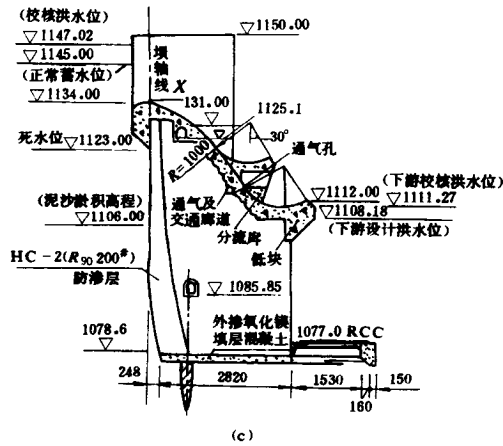 (校核洪水位)
1147.02
1145.00
(正常蓄水位)
1134.00
死水位 1123.00
(泥沙淤积高程)
1106.00
HC-2(R90 200#)
防渗层
1078.6
1150.00
坝轴线 X
131.00
1125.1
30°
R=1000
通气孔
通气及
交通廊道
分流库
低块
1112.00
(下游校核洪水位)
1111.27
1108.18
(下游设计洪水位)
1085.85
外掺氧化镁
填层混凝土
1077.0 RCC
248
2820
1530
160
150
(c)